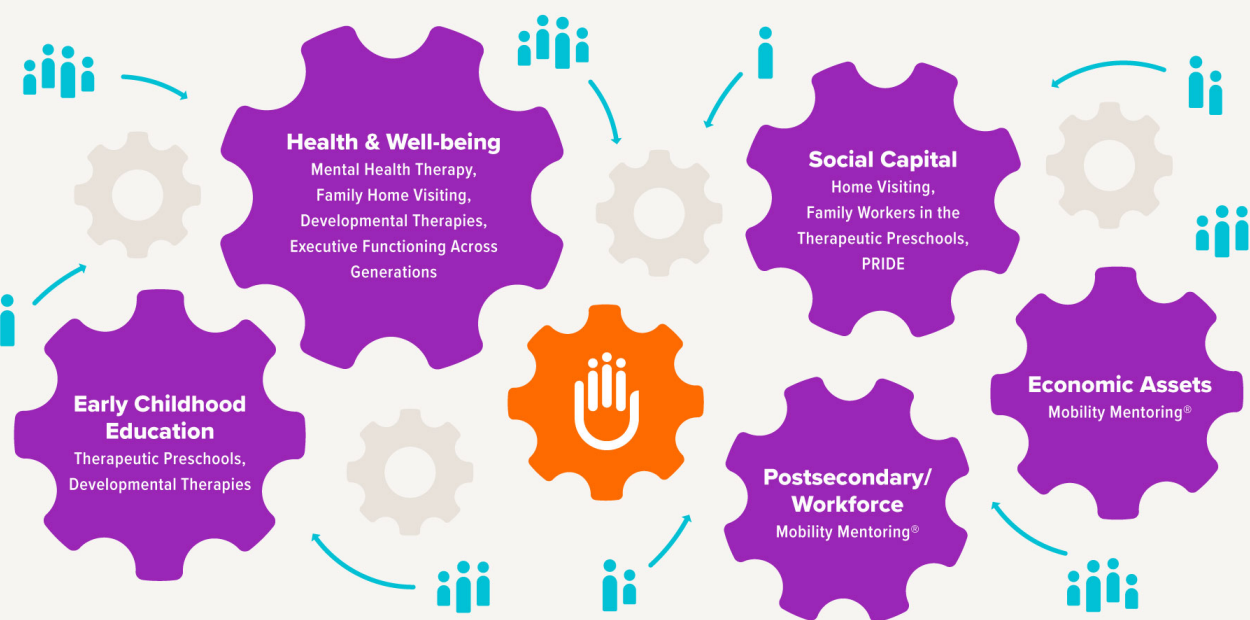 Health & Well-being
Mental Health Therapy,
Family Home Visiting,
Developmental Therapies,
Executive Functioning Across
Generations
Social Capital
Home Visiting,
Family Workers in the
Therapeutic Preschools,
PRIDE
Early Childhood
Education
Therapeutic Preschools,
Developmental Therapies
Economic Assets
Mobility Mentoring®
Postsecondary/
Workforce
Mobility Mentoring®